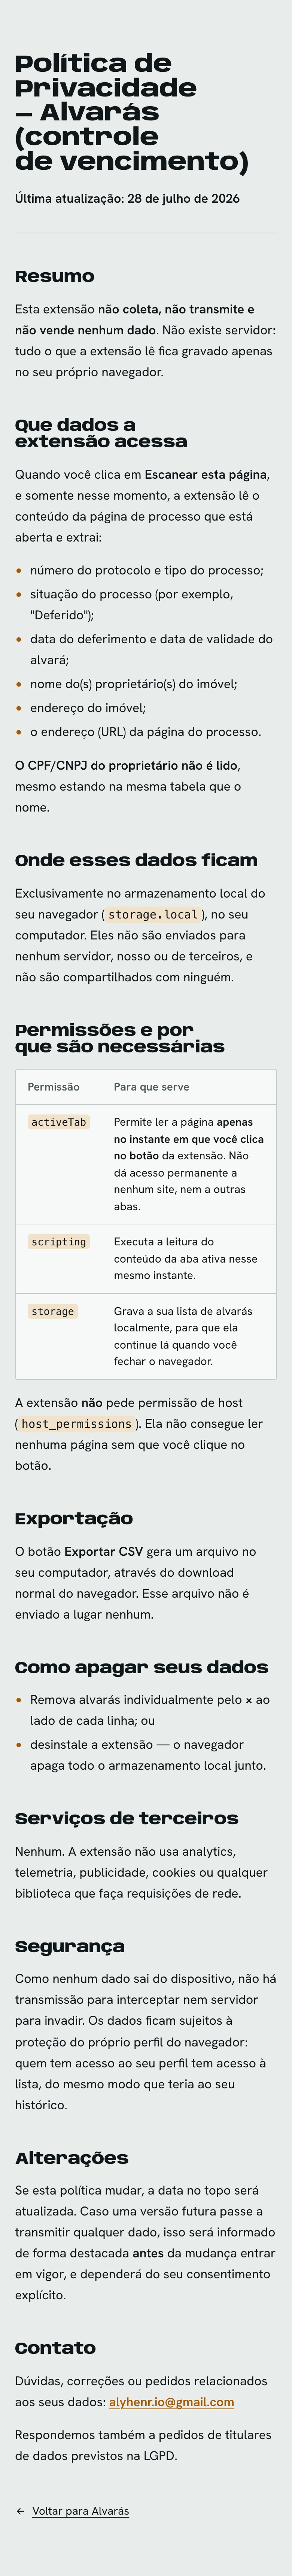 Política de
Privacidade
— Alvarás
(controle
de vencimento)
Última atualização: 28 de julho de 2026
Resumo
Esta extensão não coleta, não transmite e
não vende nenhum dado. Não existe servidor:
tudo o que a extensão lê fica gravado apenas
no seu próprio navegador.
Que dados a
extensão acessa
Quando você clica em Escanear esta página,
e somente nesse momento, a extensão lê o
conteúdo da página de processo que está
aberta e extrai:
• número do protocolo e tipo do processo;
• situação do processo (por exemplo,
"Deferido");
• data do deferimento e data de validade do
alvará;
• nome do(s) proprietário(s) do imóvel;
• endereço do imóvel;
• o endereço (URL) da página do processo.
O CPF/CNPJ do proprietário não é lido,
mesmo estando na mesma tabela que o
nome.
Onde esses dados ficam
Exclusivamente no armazenamento local do
seu navegador (storage.local), no seu
computador. Eles não são enviados para
nenhum servidor, nosso ou de terceiros, e
não são compartilhados com ninguém.
Permissões e por
que são necessárias
Permissão Para que serve
activeTab Permite ler a página apenas
no instante em que você clica
no botão da extensão. Não
dá acesso permanente a
nenhum site, nem a outras
abas.
scripting Executa a leitura do
conteúdo da aba ativa nesse
mesmo instante.
storage Grava a sua lista de alvarás
localmente, para que ela
continue lá quando você
fechar o navegador.
A extensão não pede permissão de host
(host_permissions). Ela não consegue ler
nenhuma página sem que você clique no
botão.
Exportação
O botão Exportar CSV gera um arquivo no
seu computador, através do download
normal do navegador. Esse arquivo não é
enviado a lugar nenhum.
Como apagar seus dados
• Remova alvarás individualmente pelo × ao
lado de cada linha; ou
• desinstale a extensão — o navegador
apaga todo o armazenamento local junto.
Serviços de terceiros
Nenhum. A extensão não usa analytics,
telemetria, publicidade, cookies ou qualquer
biblioteca que faça requisições de rede.
Segurança
Como nenhum dado sai do dispositivo, não há
transmissão para interceptar nem servidor
para invadir. Os dados ficam sujeitos à
proteção do próprio perfil do navegador:
quem tem acesso ao seu perfil tem acesso à
lista, do mesmo modo que teria ao seu
histórico.
Alterações
Se esta política mudar, a data no topo será
atualizada. Caso uma versão futura passe a
transmitir qualquer dado, isso será informado
de forma destacada antes da mudança entrar
em vigor, e dependerá do seu consentimento
explícito.
Contato
Dúvidas, correções ou pedidos relacionados
aos seus dados: alyhenr.io@gmail.com
Respondemos também a pedidos de titulares
de dados previstos na LGPD.
← Voltar para Alvarás